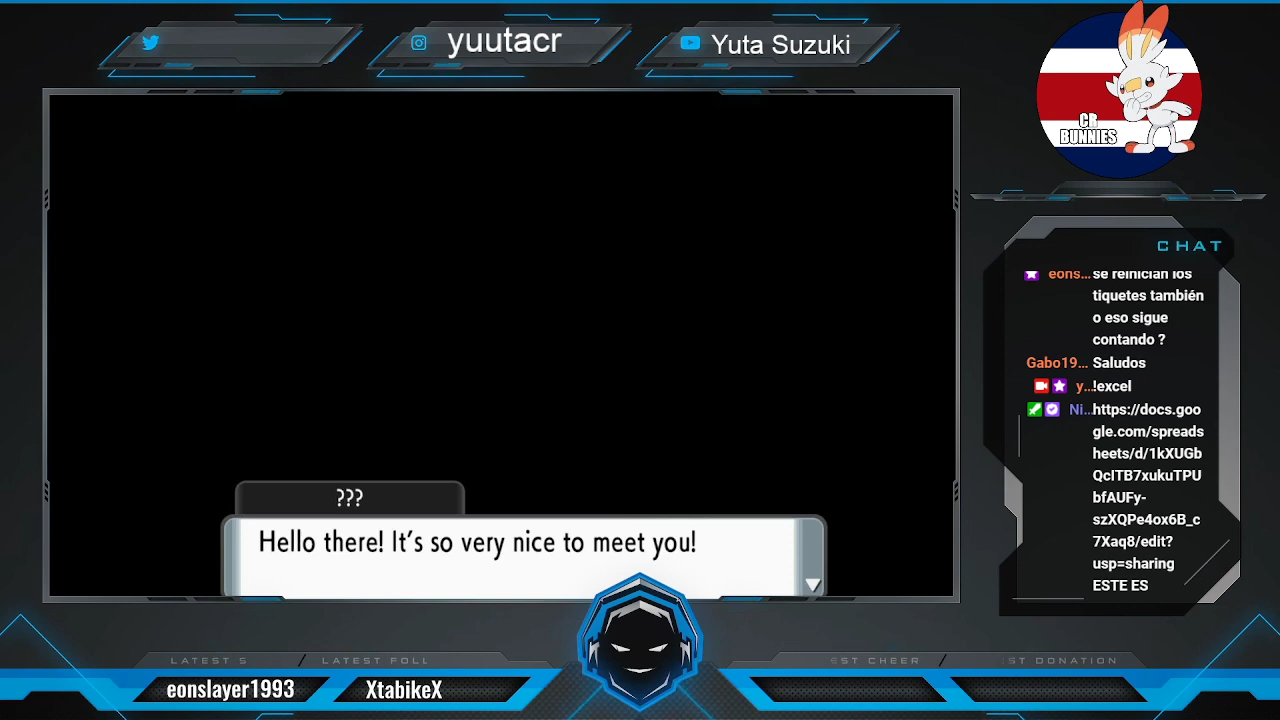 yuutacr
Yuta Suzuki
CR
BUNNIES
CHAT
eons... se reinician los
tiquetes también
o eso sigue
contando ?
Gabo19... Saludos
y... !excel
Ni... https://docs.goo
gle.com/spreads
heets/d/1kXUGb
QcITB7xukuTPU
bfAUFy-
szXQPe4ox6B_c
7Xaq8/edit?
usp=sharing
ESTE ES
???
Hello there! It's so very nice to meet you!
LATEST S / LATEST FOLL
EST CHEER / ST DONATION
eonslayer1993
XtabikeX